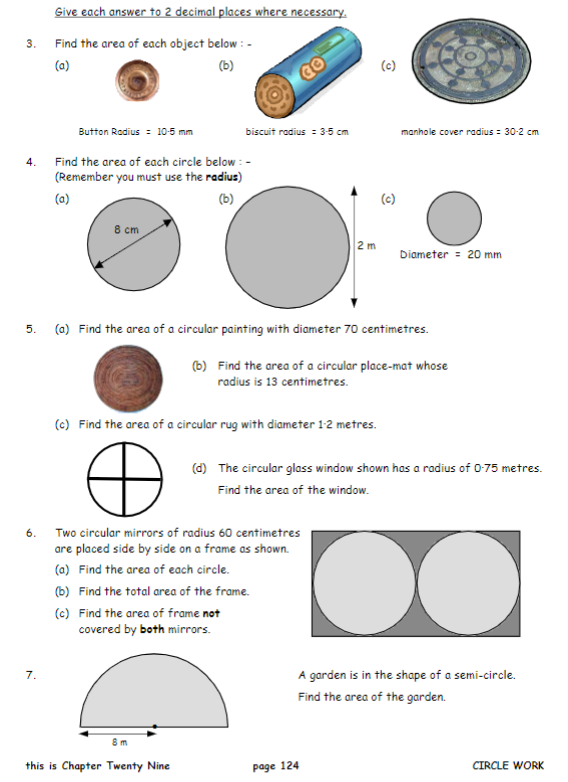 Give each answer to 2 decimal places where necessary.
3. Find the area of each object below : -
(a) (b) (c)
Button Radius = 10·5 mm biscuit radius = 3·5 cm manhole cover radius = 30·2 cm
4. Find the area of each circle below : -
(Remember you must use the radius)
(a) (b) (c)
8 cm
2 m
Diameter = 20 mm
5. (a) Find the area of a circular painting with diameter 70 centimetres.
(b) Find the area of a circular place-mat whose
radius is 13 centimetres.
(c) Find the area of a circular rug with diameter 1·2 metres.
(d) The circular glass window shown has a radius of 0·75 metres.
Find the area of the window.
6. Two circular mirrors of radius 60 centimetres
are placed side by side on a frame as shown.
(a) Find the area of each circle.
(b) Find the total area of the frame.
(c) Find the area of frame not
covered by both mirrors.
7. A garden is in the shape of a semi-circle.
Find the area of the garden.
8 m
this is Chapter Twenty Nine page 124 CIRCLE WORK